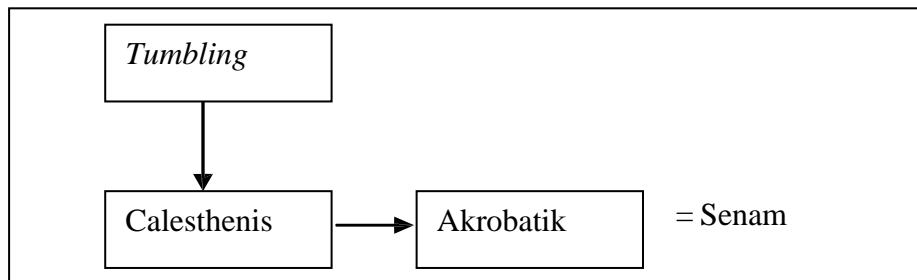 Tumbling
Calesthenis
Akrobatik
= Senam